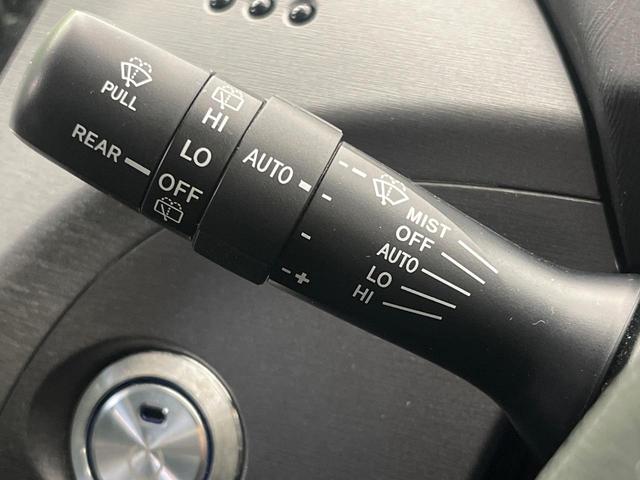 PULL
REAR
HI
LO
OFF
AUTO
- -
-
-
- - +
MIST
OFF
AUTO
LO
HI